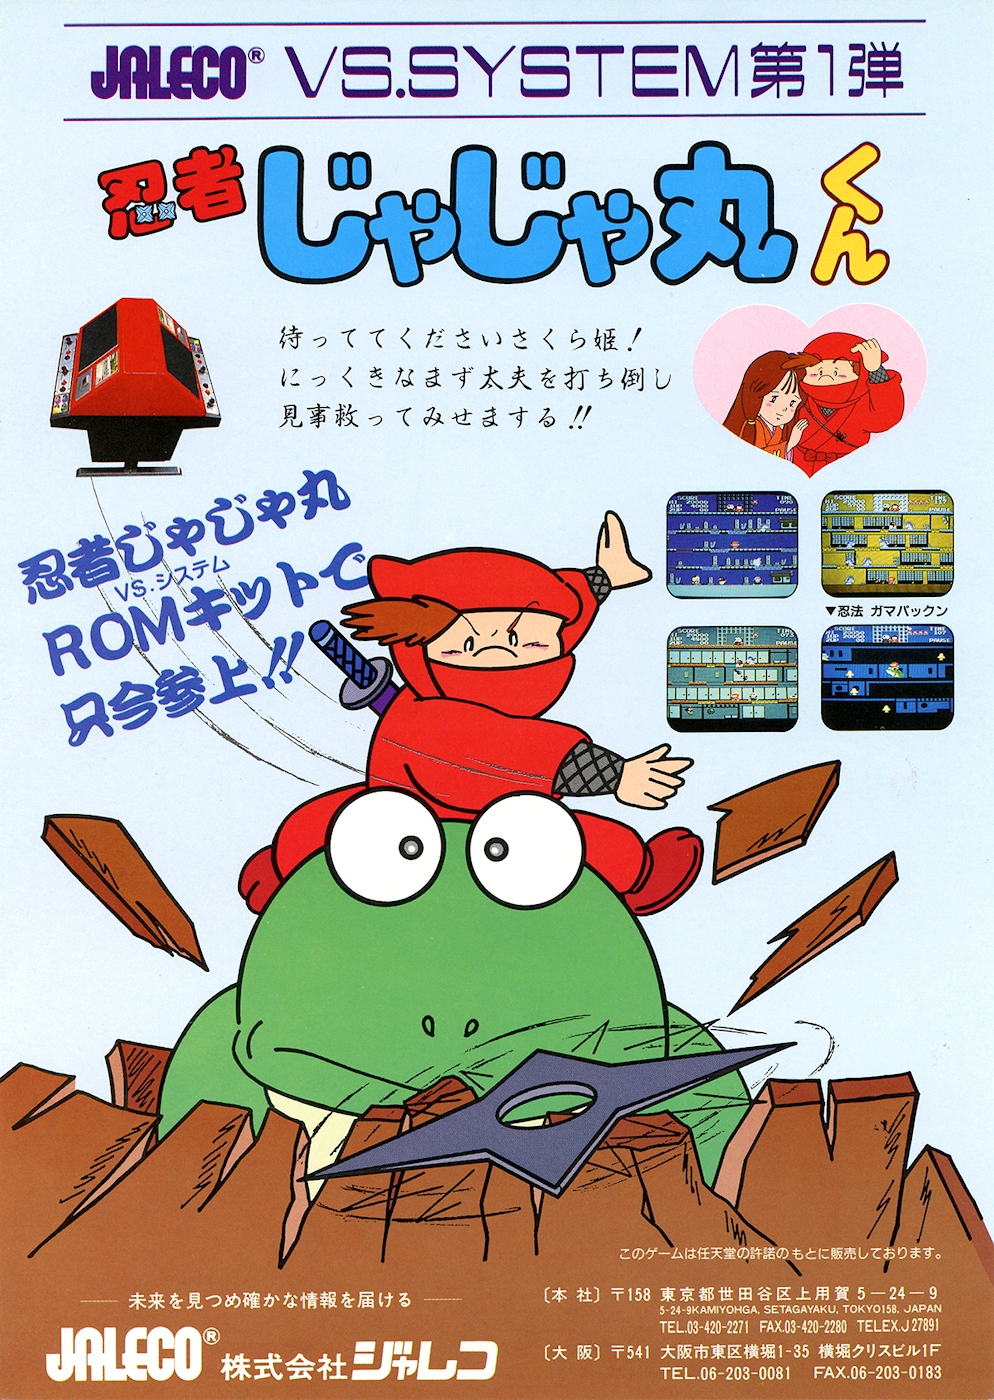 JALECO® VS.SYSTEM第1弾
忍者じゃじゃ丸くん
待っててくださいさくら姫!
にっくきなまず太夫を打ち倒し
見事救ってみせまする!!
忍者じゃじゃ丸
VS.システム
ROMキットで
只今参上!!
▼忍法 ガマパックン
このゲームは任天堂の許諾のもとに販売しております。
未来を見つめ確かな情報を届ける
JALECO® 株式会社ジャレコ
〔本 社〕〒158 東京都世田谷区上用賀5-24-9
5-24-9KAMIYOHGA, SETAGAYAKU, TOKYO158, JAPAN
TEL.03-420-2271 FAX.03-420-2280 TELEX.J 27891
〔大 阪〕〒541 大阪市東区横堀1-35 横堀クリスビル1F
TEL.06-203-0081 FAX.06-203-0183